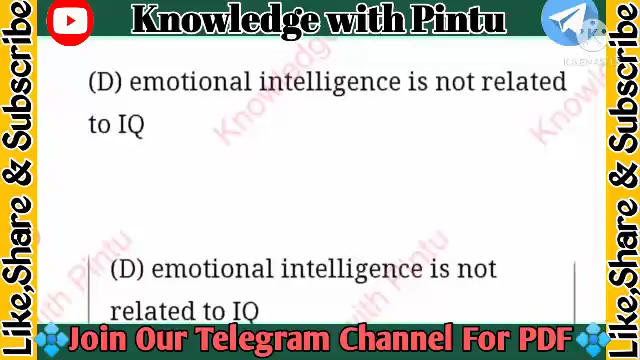 Knowledge with Pintu
KINEMASTER
Like,Share & Subscribe
Like,Share & Subscribe
(D) emotional intelligence is not related
to IQ
(D) emotional intelligence is not
related to IQ
Join Our Telegram Channel For PDF